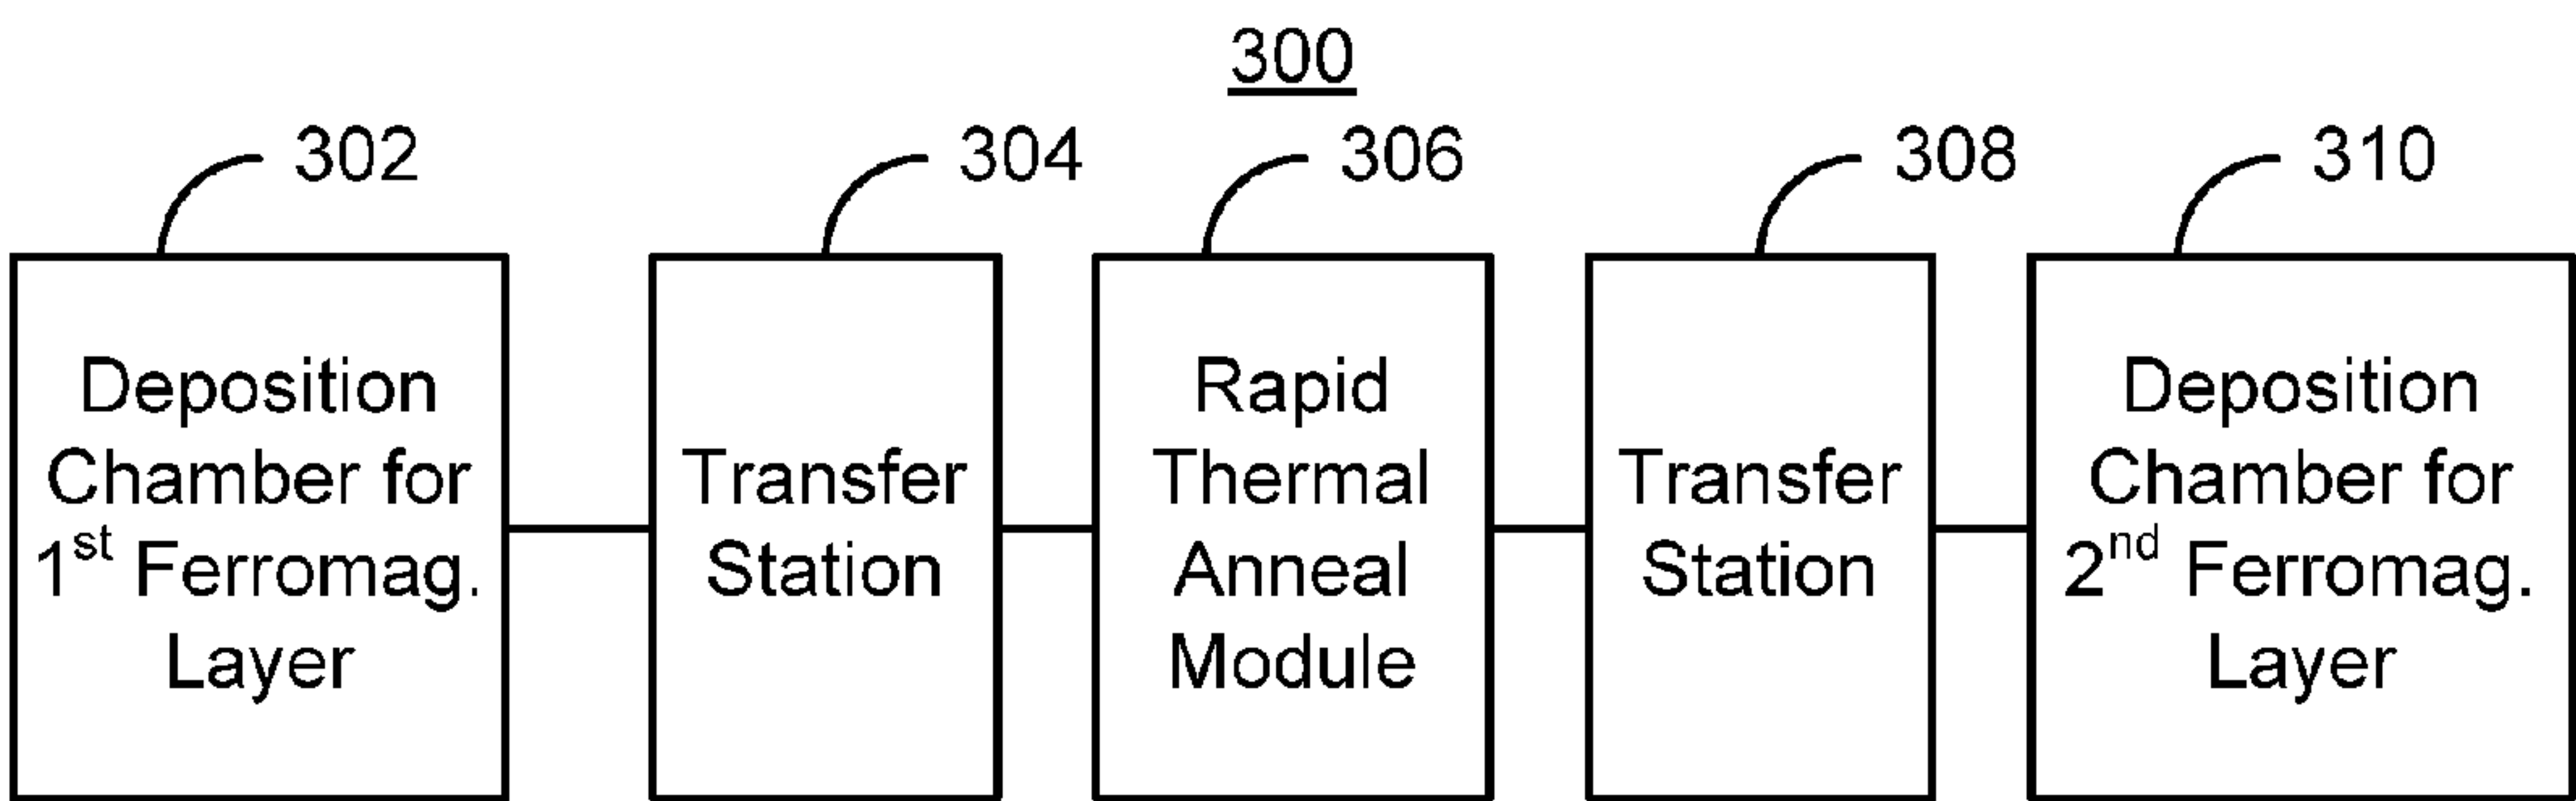 300
302
304
306
308
310
Deposition
Chamber for
1st Ferromag.
Layer
Transfer
Station
Rapid
Thermal
Anneal
Module
Transfer
Station
Deposition
Chamber for
2nd Ferromag.
Layer